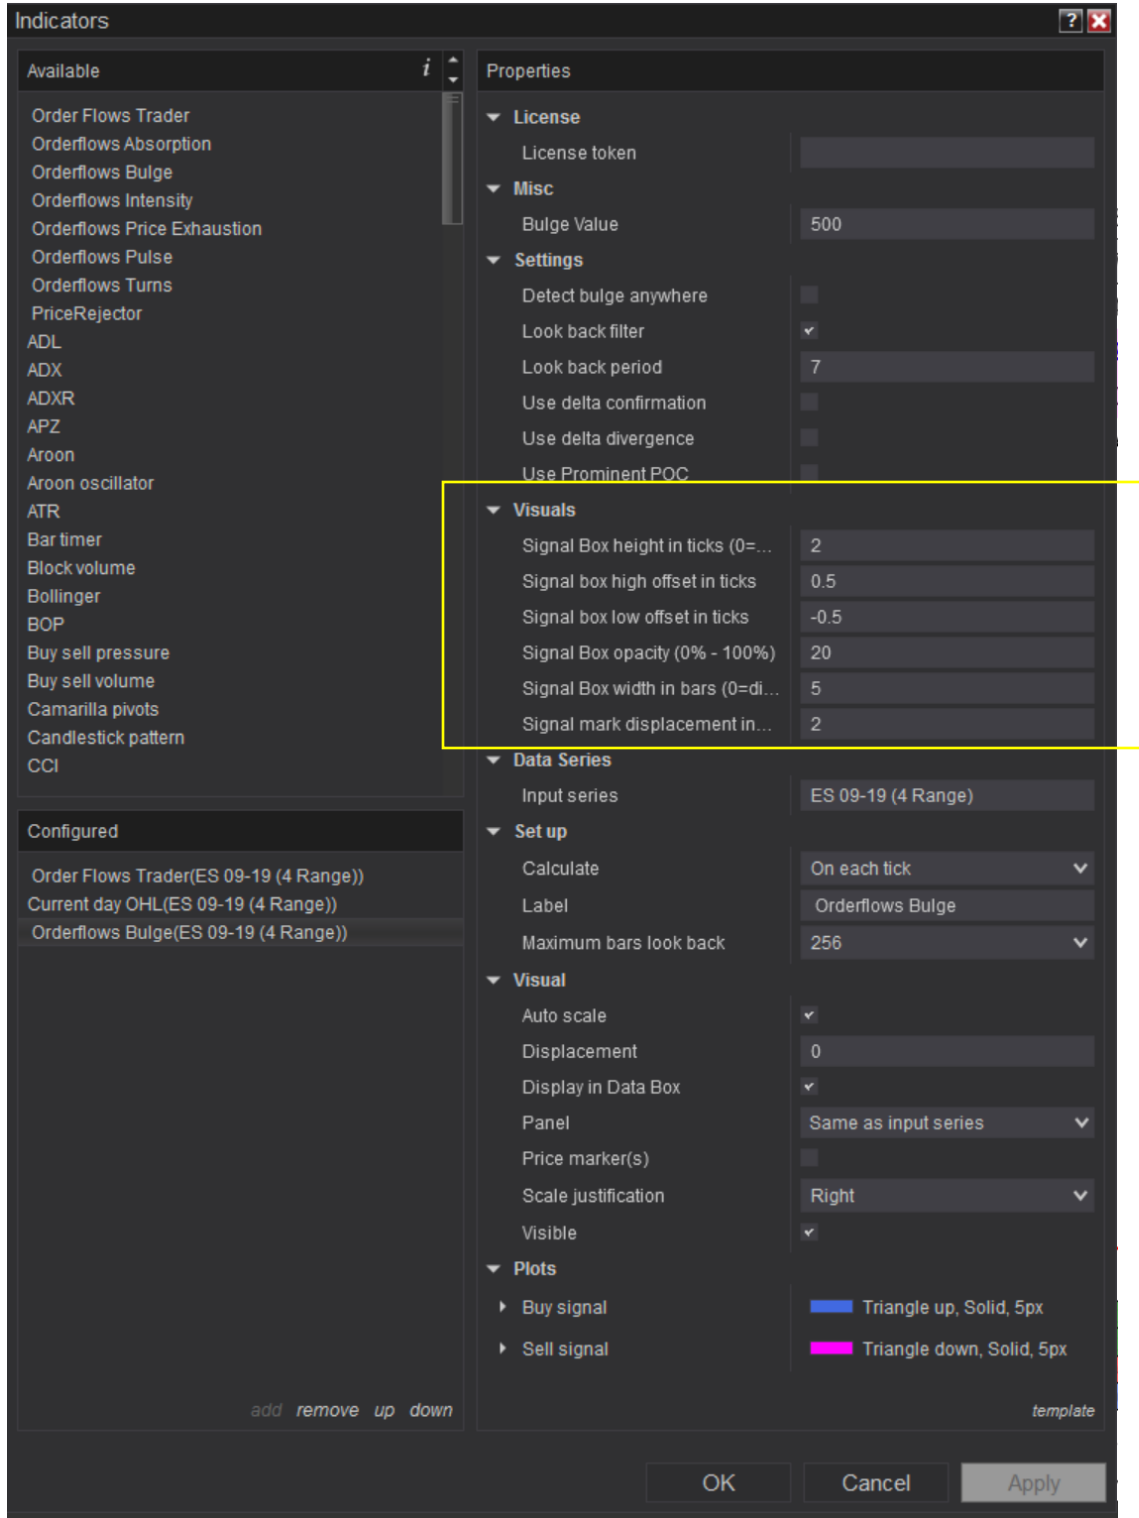 Indicators
?
Available
i
Order Flows Trader
Orderflows Absorption
Orderflows Bulge
Orderflows Intensity
Orderflows Price Exhaustion
Orderflows Pulse
Orderflows Turns
PriceRejector
ADL
ADX
ADXR
APZ
Aroon
Aroon oscillator
ATR
Bar timer
Block volume
Bollinger
BOP
Buy sell pressure
Buy sell volume
Camarilla pivots
Candlestick pattern
CCI
Configured
Order Flows Trader(ES 09-19 (4 Range))
Current day OHL(ES 09-19 (4 Range))
Orderflows Bulge(ES 09-19 (4 Range))
add remove up down
Properties
License
License token
Misc
Bulge Value 500
Settings
Detect bulge anywhere
Look back filter
Look back period 7
Use delta confirmation
Use delta divergence
Use Prominent POC
Visuals
Signal Box height in ticks (0=... 2
Signal box high offset in ticks 0.5
Signal box low offset in ticks -0.5
Signal Box opacity (0% - 100%) 20
Signal Box width in bars (0=di... 5
Signal mark displacement in... 2
Data Series
Input series ES 09-19 (4 Range)
Set up
Calculate On each tick
Label Orderflows Bulge
Maximum bars look back 256
Visual
Auto scale
Displacement 0
Display in Data Box
Panel Same as input series
Price marker(s)
Scale justification Right
Visible
Plots
Buy signal Triangle up, Solid, 5px
Sell signal Triangle down, Solid, 5px
template
OK Cancel Apply